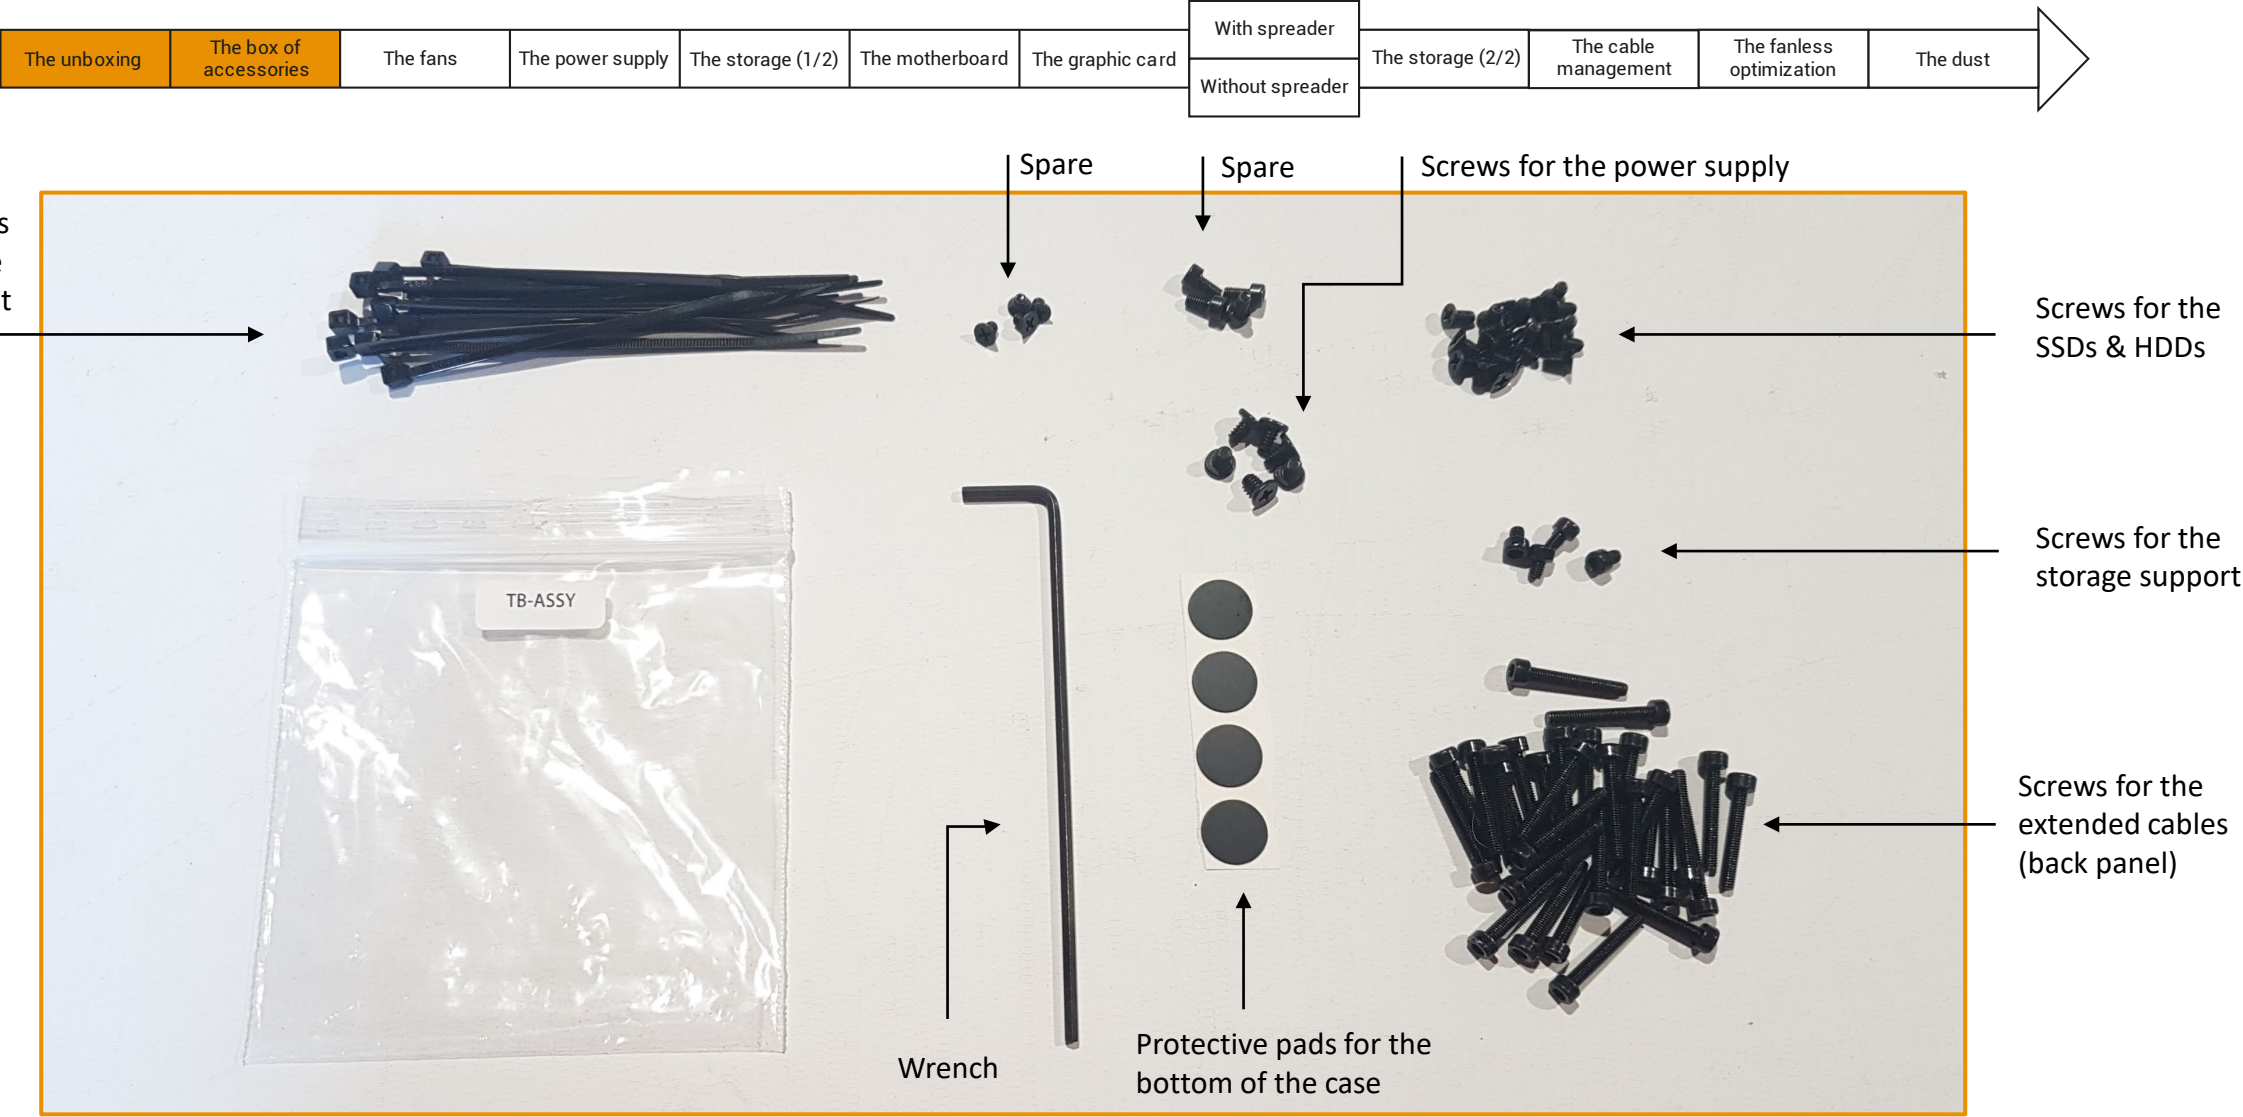 The unboxing
The box of
accessories
The fans
The power supply
The storage (1/2)
The motherboard
The graphic card
With spreader
Without spreader
The storage (2/2)
The cable
management
The fanless
optimization
The dust
Spare
Spare
Screws for the power supply
s
t
Screws for the
SSDs & HDDs
Screws for the
storage support
TB-ASSY
Screws for the
extended cables
(back panel)
Wrench
Protective pads for the
bottom of the case